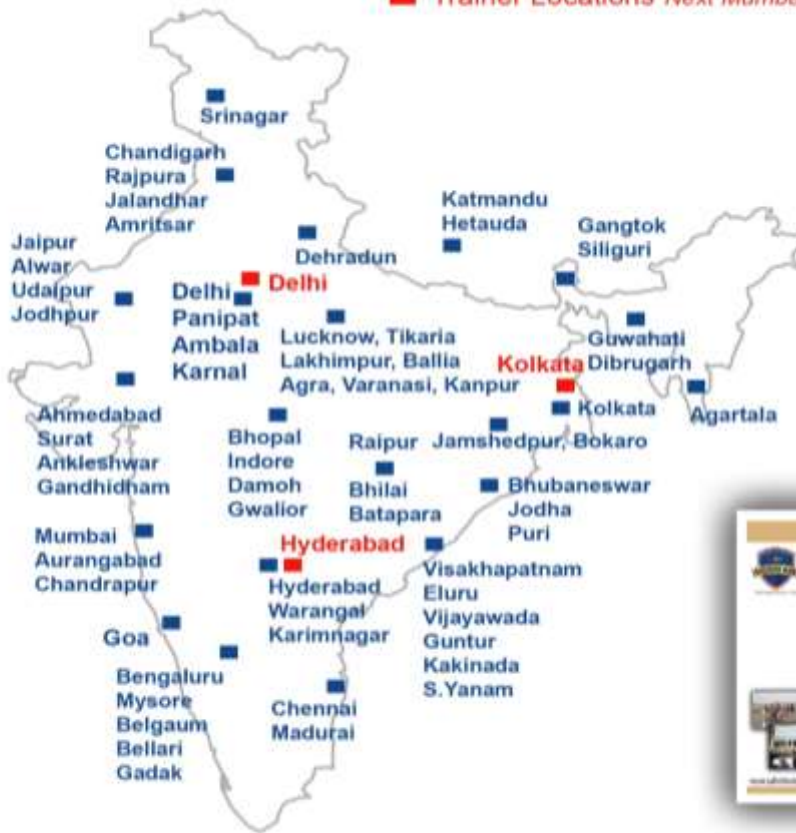 Trainer Locations Next Mumba
Srinagar
Chandigarh
Rajpura
Jalandhar
Amritsar
Katmandu
Hetauda
Gangtok
Siliguri
Jaipur
Alwar
Udaipur
Jodhpur
Dehradun
Delhi
Delhi
Panipat
Ambala
Karnal
Lucknow, Tikaria
Lakhimpur, Ballia
Agra, Varanasi, Kanpur
Guwahati
Dibrugarh
Kolkata
Kolkata
Agartala
Ahmedabad
Surat
Ankleshwar
Gandhidham
Bhopal
Indore
Damoh
Gwalior
Raipur
Bhilai
Batapara
Jamshedpur, Bokaro
Bhubaneswar
Jodha
Puri
Mumbai
Aurangabad
Chandrapur
Hyderabad
Hyderabad
Warangal
Karimnagar
Visakhapatnam
Eluru
Vijayawada
Guntur
Kakinada
S.Yanam
Goa
Bengaluru
Mysore
Belgaum
Bellari
Gadak
Chennai
Madurai